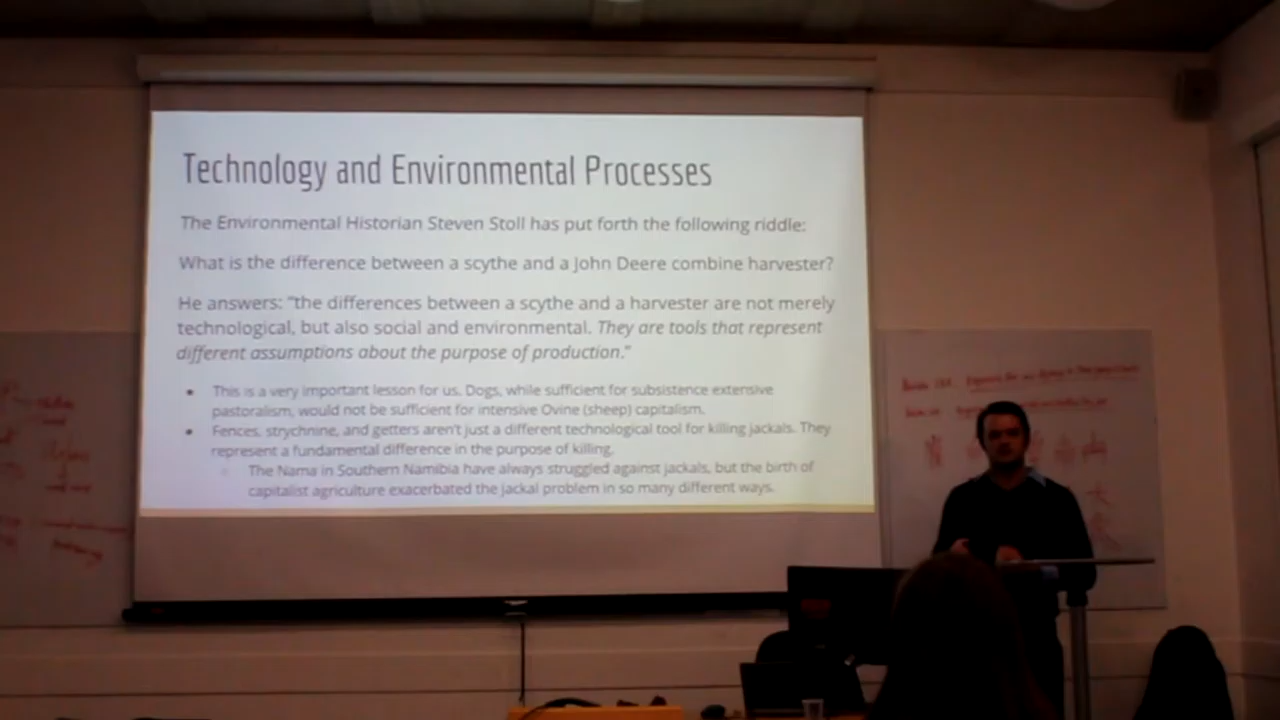 Technology and Environmental Processes
The Environmental Historian Steven Stoll has put forth the following riddle:
What is the difference between a scythe and a John Deere combine harvester?
He answers: "the differences between a scythe and a harvester are not merely
technological, but also social and environmental. They are tools that represent
different assumptions about the purpose of production."
• This is a very important lesson for us. Dogs, while sufficient for subsistence extensive
pastoralism, would not be sufficient for intensive Ovine (sheep) capitalism.
• Fences, strychnine, and getters aren't just a different technological tool for killing jackals. They
represent a fundamental difference in the purpose of killing.
○ The Nama in Southern Namibia have always struggled against jackals, but the birth of
capitalist agriculture exacerbated the jackal problem in so many different ways.